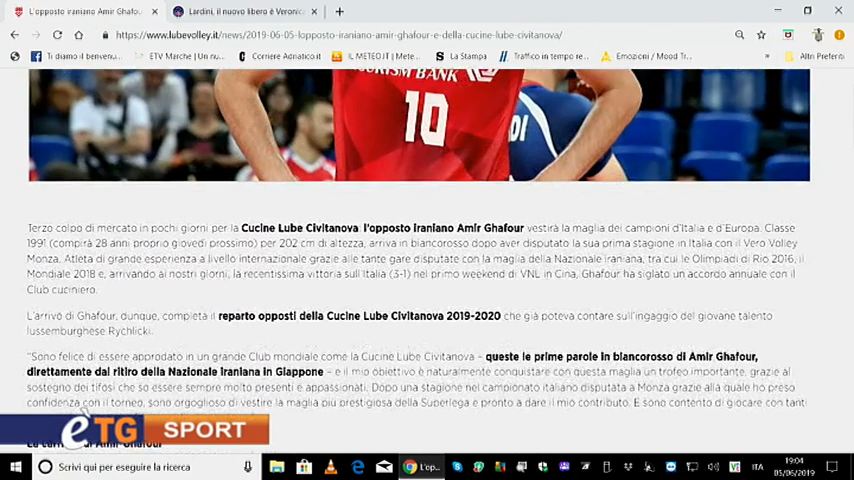 L'opposto iraniano Amir Ghafou
Lardini, il nuovo libero è Veronic
https://www.lubevolley.it/news/2019-06-05-lopposto-iraniano-amir-ghafour-e-della-cucine-lube-civitanova/
Ti diamo il benvenu...
ETV Marche | Un nu...
Corriere Adriatico.it
IL METEO.IT | Mete...
La Stampa
Traffico in tempo re...
Emozioni / Mood Tr...
Altri Preferiti
TOURISM BANK
10
DI
Terzo colpo di mercato in pochi giorni per la Cucine Lube Civitanova: l'opposto iraniano Amir Ghafour vestirà la maglia dei campioni d'Italia e d'Europa. Classe
1991 (compirà 28 anni proprio giovedì prossimo) per 202 cm di altezza, arriva in biancorosso dopo aver disputato la sua prima stagione in Italia con il Vero Volley
Monza. Atleta di grande esperienza a livello internazionale grazie alle tante gare disputate con la maglia della Nazionale iraniana, tra cui le Olimpiadi di Rio 2016, il
Mondiale 2018 e, arrivando ai nostri giorni, la recentissima vittoria sull'Italia (3-1) nel primo weekend di VNL in Cina, Ghafour ha siglato un accordo annuale con il
Club cuciniero.
L'arrivo di Ghafour, dunque, completa il reparto opposti della Cucine Lube Civitanova 2019-2020 che già poteva contare sull'ingaggio del giovane talento
lussemburghese Rychlicki.
"Sono felice di essere approdato in un grande Club mondiale come la Cucine Lube Civitanova – queste le prime parole in biancorosso di Amir Ghafour,
direttamente dal ritiro della Nazionale iraniana in Giappone – e il mio obiettivo è naturalmente conquistare con questa maglia un trofeo importante, grazie al
sostegno dei tifosi che so essere sempre molto presenti e appassionati. Dopo una stagione nel campionato italiano disputata a Monza grazie alla quale ho preso
confidenza con il torneo, sono orgoglioso di vestire la maglia più prestigiosa della Superlega e pronto a dare il mio contributo. E sono contento di giocare con tanti
èTG SPORT
La carriera di Amir Ghafour
Scrivi qui per eseguire la ricerca
L'op...
ITA
19:04
05/06/2019